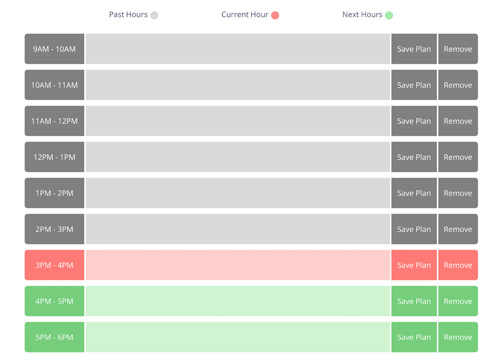 Past Hours Current Hour Next Hours
9AM - 10AM Save Plan Remove
10AM - 11AM Save Plan Remove
11AM - 12PM Save Plan Remove
12PM - 1PM Save Plan Remove
1PM - 2PM Save Plan Remove
2PM - 3PM Save Plan Remove
3PM - 4PM Save Plan Remove
4PM - 5PM Save Plan Remove
5PM - 6PM Save Plan Remove